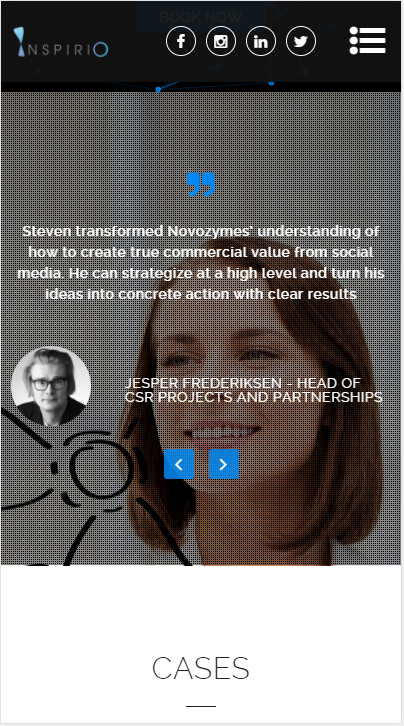 BOOK NOW
INSPIRIO
Steven transformed Novozymes' understanding of
how to create true commercial value from social
media. He can strategize at a high level and turn his
ideas into concrete action with clear results
JESPER FREDERIKSEN - HEAD OF
CSR PROJECTS AND PARTNERSHIPS
CASES